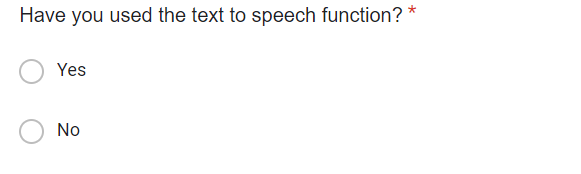 Have you used the text to speech function? *
Yes
No